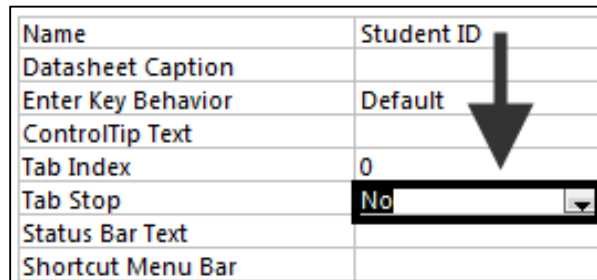 Name Student ID
Datasheet Caption
Enter Key Behavior Default
ControlTip Text
Tab Index 0
Tab Stop No
Status Bar Text
Shortcut Menu Bar